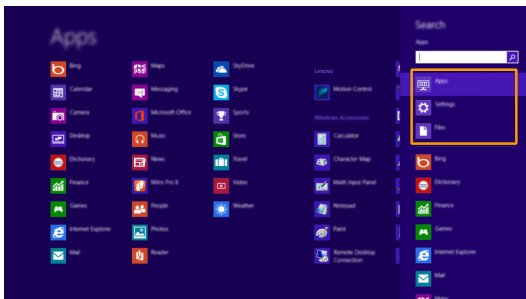 Apps
Bing
Calendar
Camera
Desktop
Dictionary
Finance
Games
Internet Explorer
Mail
Maps
Messaging
Microsoft Office
Music
News
Nitro Pro 8
People
Photos
Reader
SkyDrive
Skype
Sports
Store
Travel
Video
Weather
Lenovo
Motion Control
Windows Accessories
Calculator
Character Map
Math Input Panel
Notepad
Paint
Remote Desktop
Connection
Search
Apps
Apps
Settings
Files
Bing
Dictionary
Finance
Games
Internet Explorer
Mail
Maps